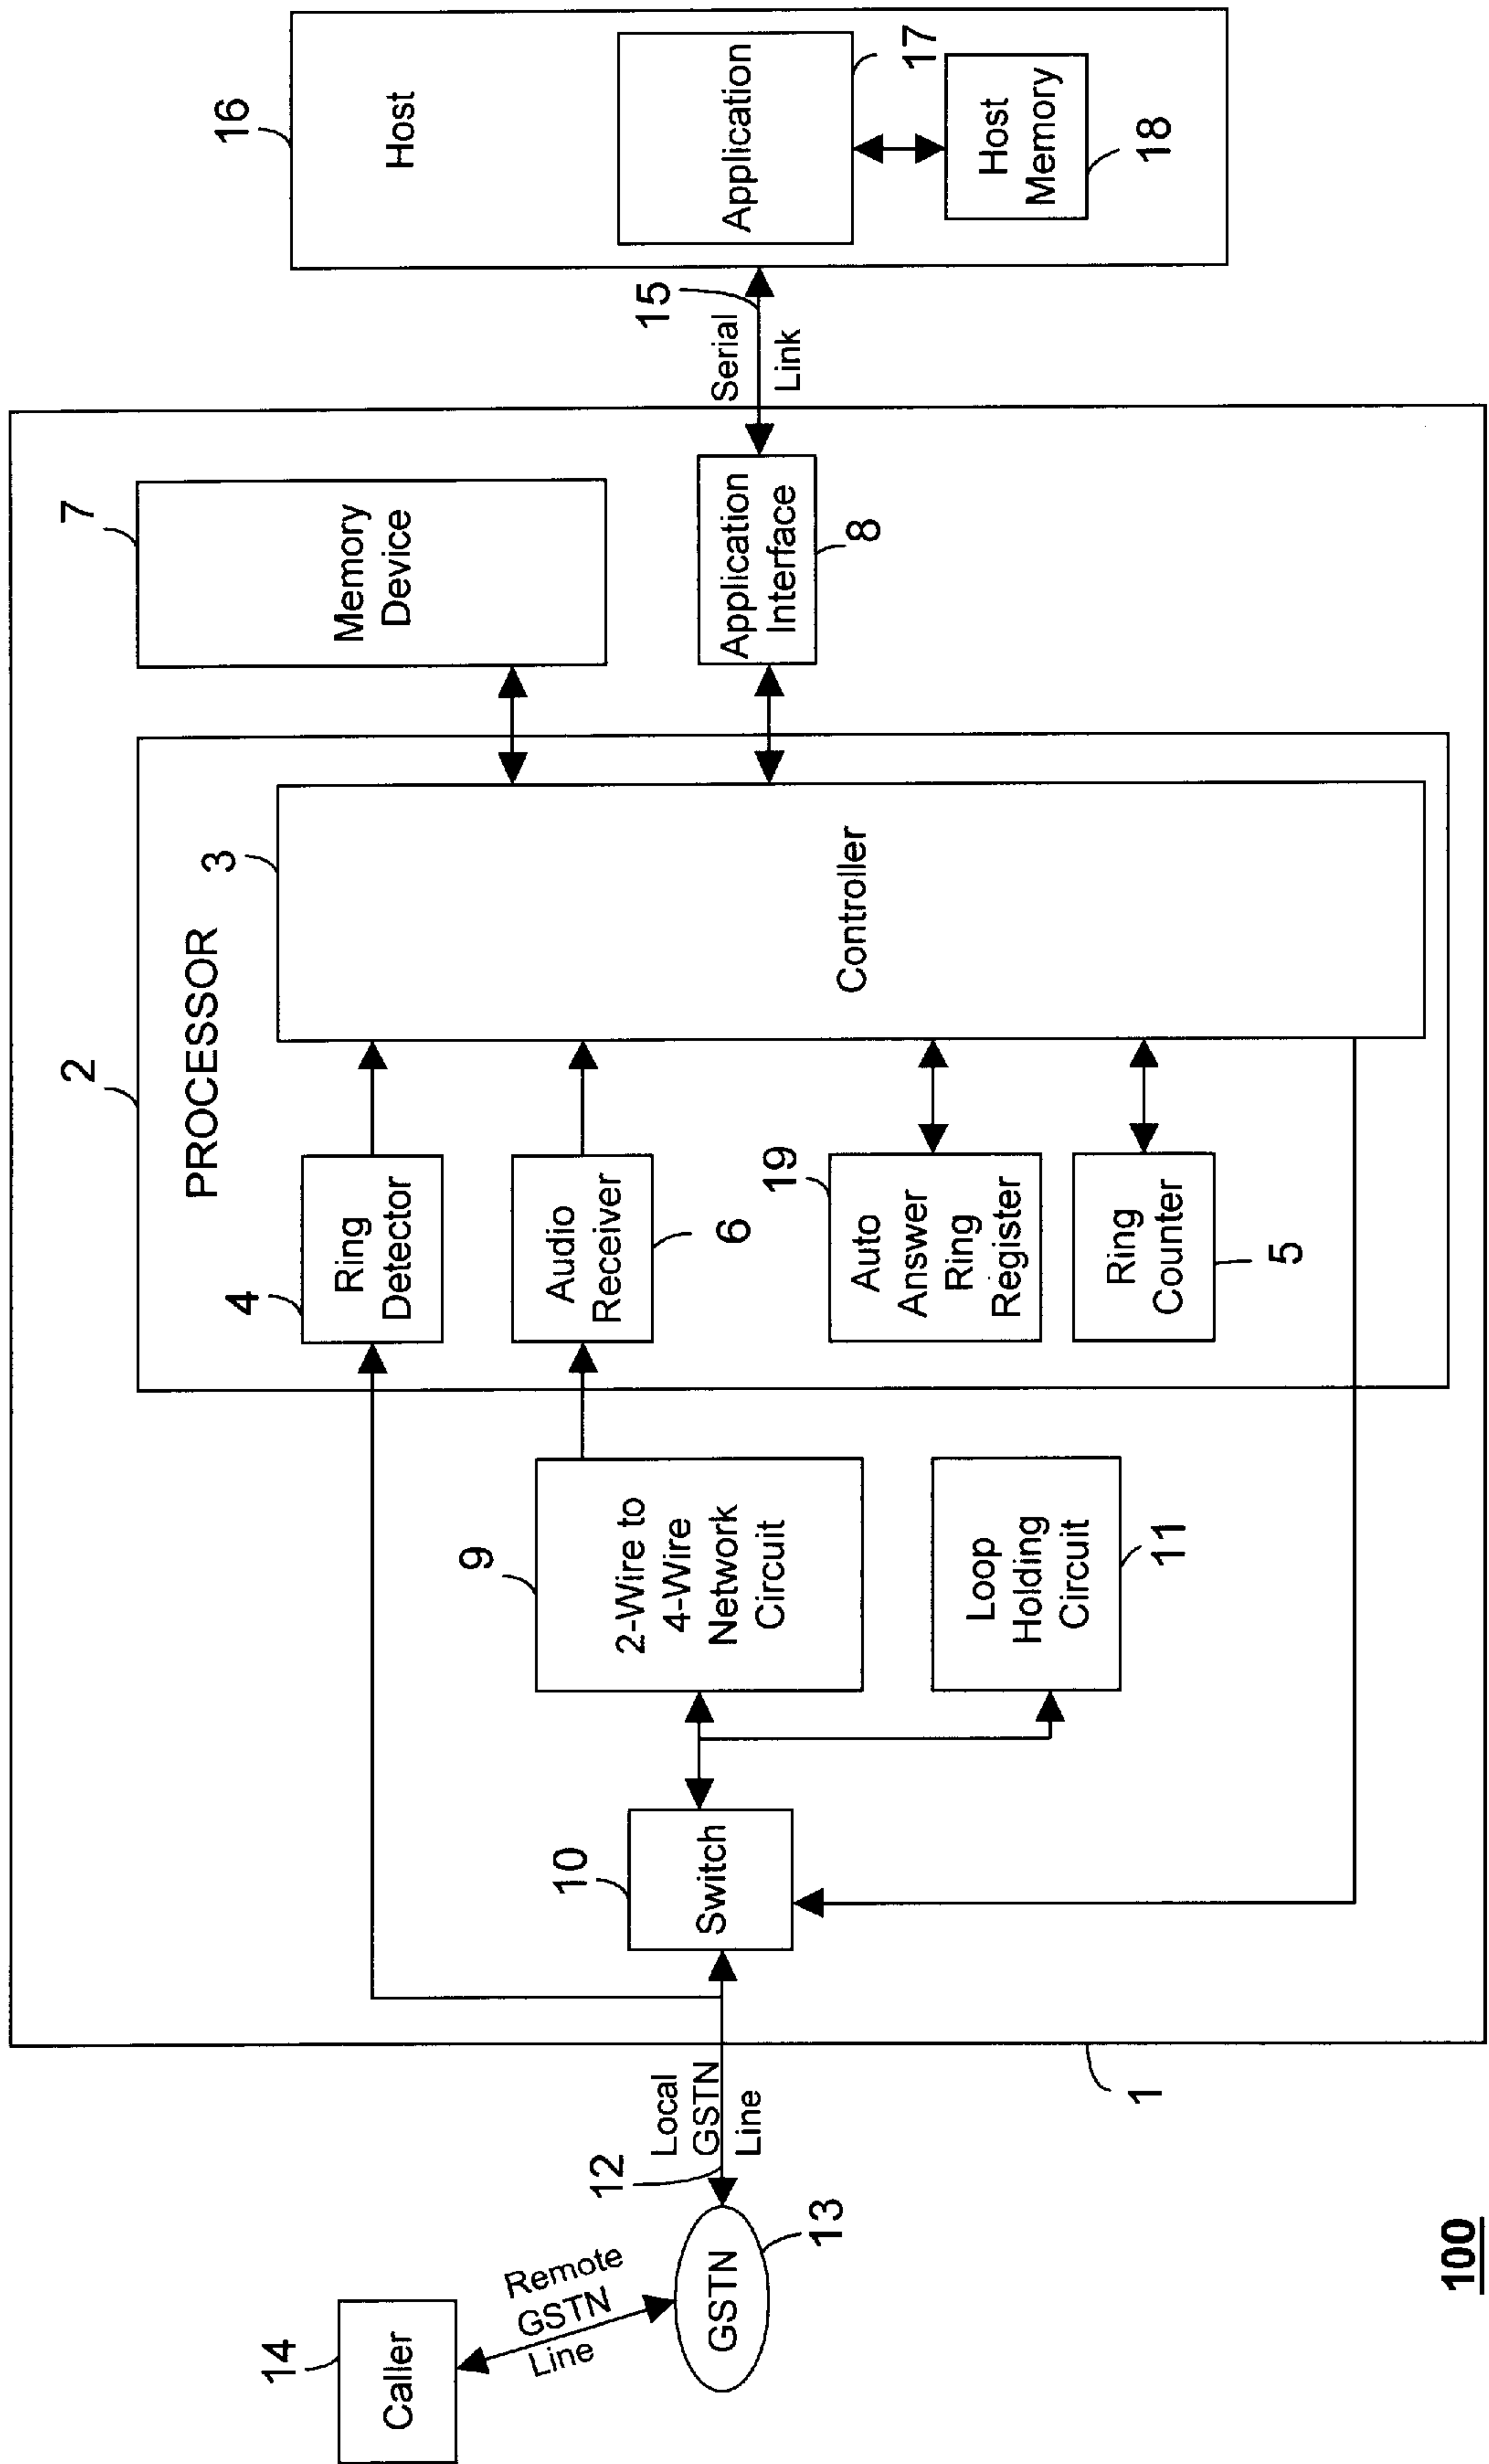 14
Caller
Remote
GSTN
Line
GSTN
13
12
Local
GSTN
Line
1
10
Switch
9
2-Wire to
4-Wire
Network
Circuit
Loop
Holding
Circuit
11
2
PROCESSOR
4
Ring
Detector
Audio
Receiver
6
19
Auto
Answer
Ring
Register
Ring
Counter
5
3
Controller
7
Memory
Device
Application
Interface
8
15
Serial
Link
16
Host
Application
17
Host
Memory
18
100